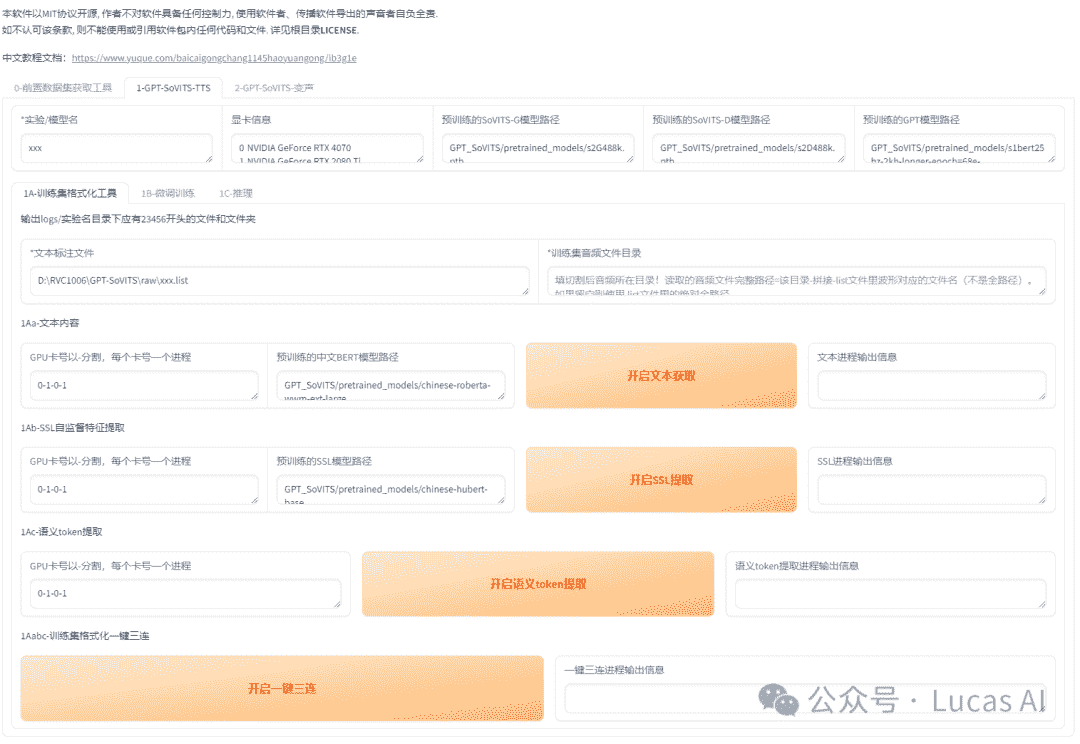 本软件以MIT协议开源, 作者不对软件具备任何控制力, 使用软件者、传播软件导出的声音者自负全责.
如不认可该条款, 则不能使用或引用软件包内任何代码和文件. 详见根目录LICENSE.
中文教程文档： https://www.yuque.com/baicaigongchang1145haoyuangong/ib3g1e
0-前置数据集获取工具 1-GPT-SoVITS-TTS 2-GPT-SoVITS-变声
*实验/模型名 显卡信息 预训练的SoVITS-G模型路径 预训练的SoVITS-D模型路径 预训练的GPT模型路径
xxx 0 NVIDIA GeForce RTX 4070 GPT_SoVITS/pretrained_models/s2G488k. GPT_SoVITS/pretrained_models/s2D488k. GPT_SoVITS/pretrained_models/s1bert25
1 NVIDIA GeForce RTX 2080 Ti pth pth hz-2kh-longer-epoch=68e-
1A-训练集格式化工具 1B-微调训练 1C-推理
输出logs/实验名目录下应有23456开头的文件和文件夹
*文本标注文件 *训练集音频文件目录
D:\RVC1006\GPT-SoVITS\raw\xxx.list 填切割后音频所在目录！读取的音频文件完整路径=该目录-拼接-list文件里波形对应的文件名（不是全路径）。
如果留空则使用.list文件里的绝对全路径
1Aa-文本内容
GPU卡号以-分割，每个卡号一个进程 预训练的中文BERT模型路径 开启文本获取 文本进程输出信息
0-1-0-1 GPT_SoVITS/pretrained_models/chinese-roberta-
wwm-ext-large
1Ab-SSL自监督特征提取
GPU卡号以-分割，每个卡号一个进程 预训练的SSL模型路径 开启SSL提取 SSL进程输出信息
0-1-0-1 GPT_SoVITS/pretrained_models/chinese-hubert-
base
1Ac-语义token提取
GPU卡号以-分割，每个卡号一个进程 开启语义token提取 语义token提取进程输出信息
0-1-0-1
1Aabc-训练集格式化一键三连
开启一键三连 一键三连进程输出信息
公众号 · Lucas AI